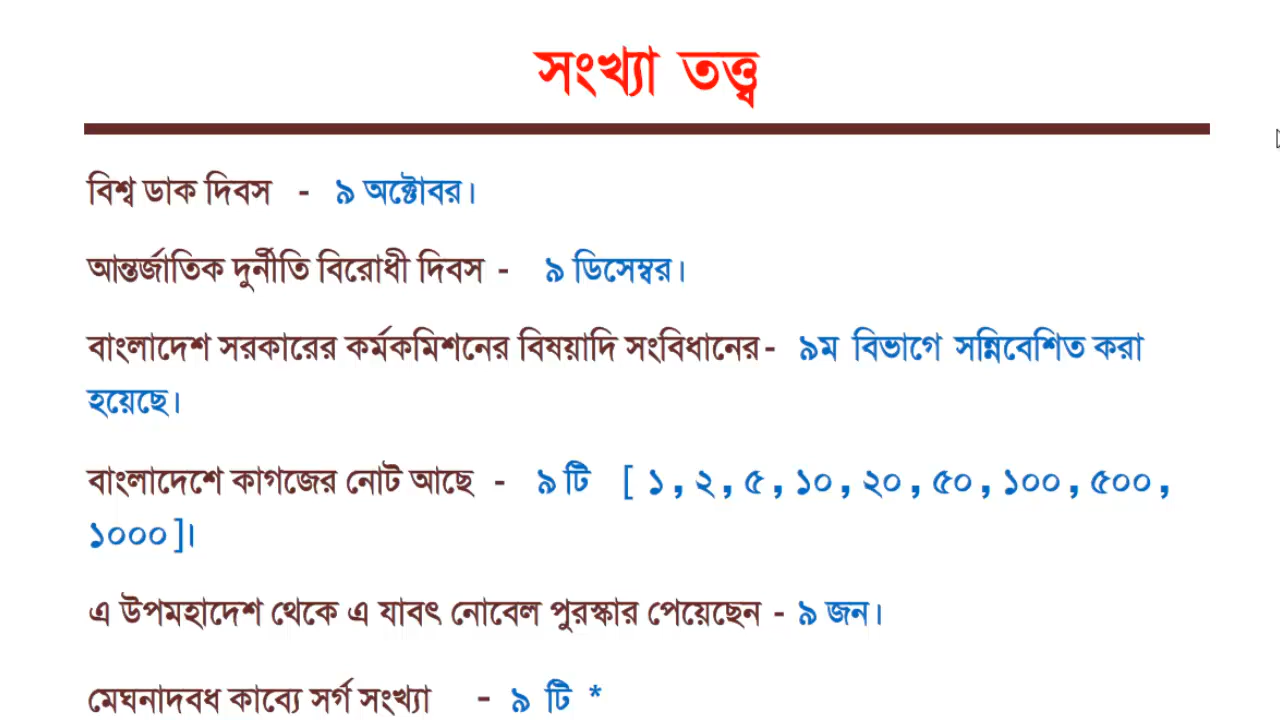 সংখ্যা তত্ত্ব
বিশ্ব ডাক দিবস - ৯ অক্টোবর।
আন্তর্জাতিক দুর্নীতি বিরোধী দিবস - ৯ ডিসেম্বর।
বাংলাদেশ সরকারের কর্মকমিশনের বিষয়াদি সংবিধানের- ৯ম বিভাগে সন্নিবেশিত করা
হয়েছে।
বাংলাদেশে কাগজের নোট আছে - ৯ টি [ ১ , ২ , ৫ , ১০ , ২০ , ৫০ , ১০০ , ৫০০ ,
১০০০ ]।
এ উপমহাদেশ থেকে এ যাবৎ নোবেল পুরস্কার পেয়েছেন - ৯ জন।
মেঘনাদবধ কাব্যে সর্গ সংখ্যা - ৯ টি *